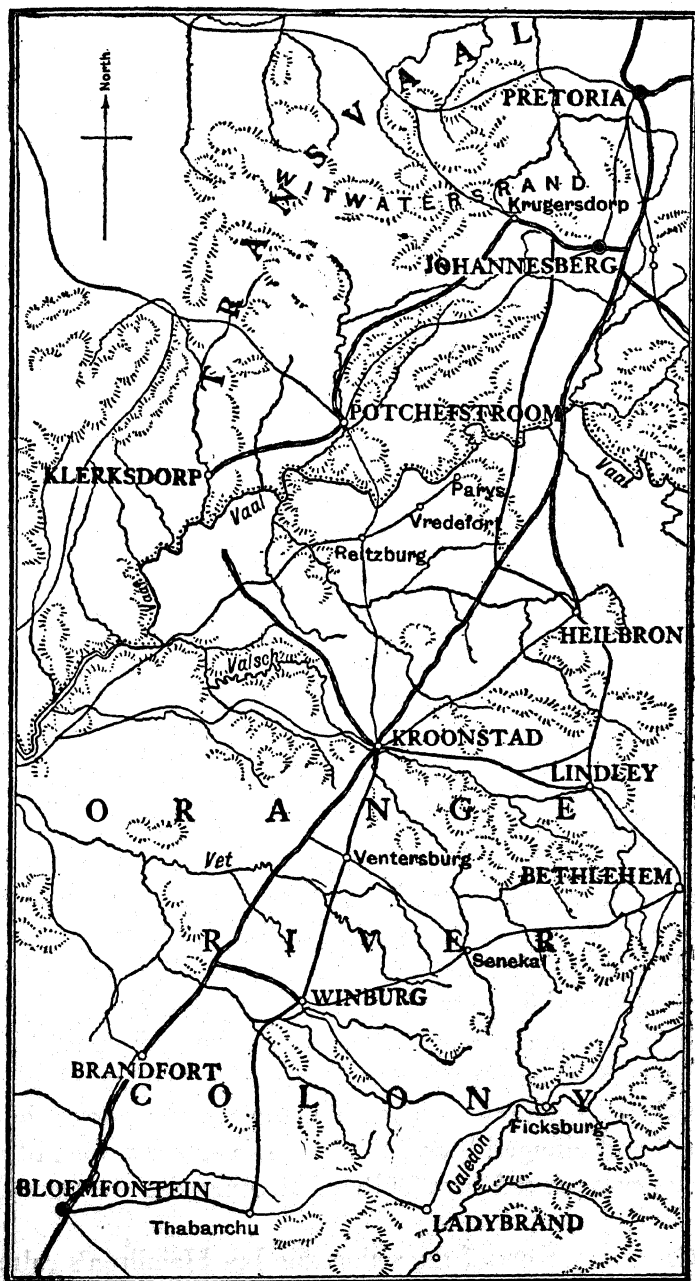 North
TRANSVAAL
PRETORIA
WITWATERSRAND
Krugersdorp
JOHANNESBERG
POTCHEFSTROOM
KLERKSDORP
Vaal
Vaal
Parys
Vredefort
Reitzburg
Vaal
HEILBRON
Valsch
KROONSTAD
LINDLEY
ORANGE
Vet
Ventersburg
BETHLEHEM
RIVER
Senekal
WINBURG
BRANDFORT
COLONY
Ficksburg
Caledon
BLOEMFONTEIN
Thabanchu
LADYBRAND